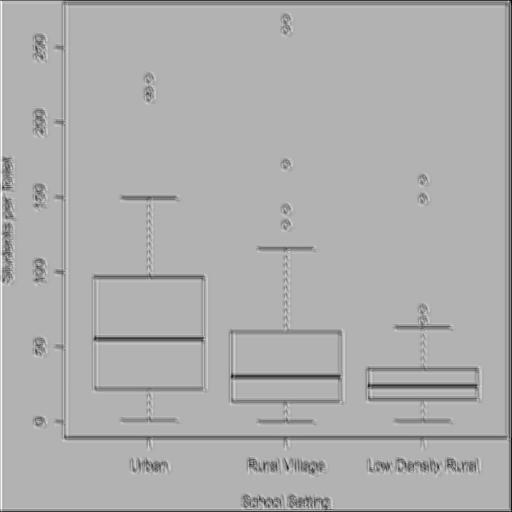 250
200
150
100
50
0
Students per Toilet
Urban
Rural Village
Low Density Rural
School Setting